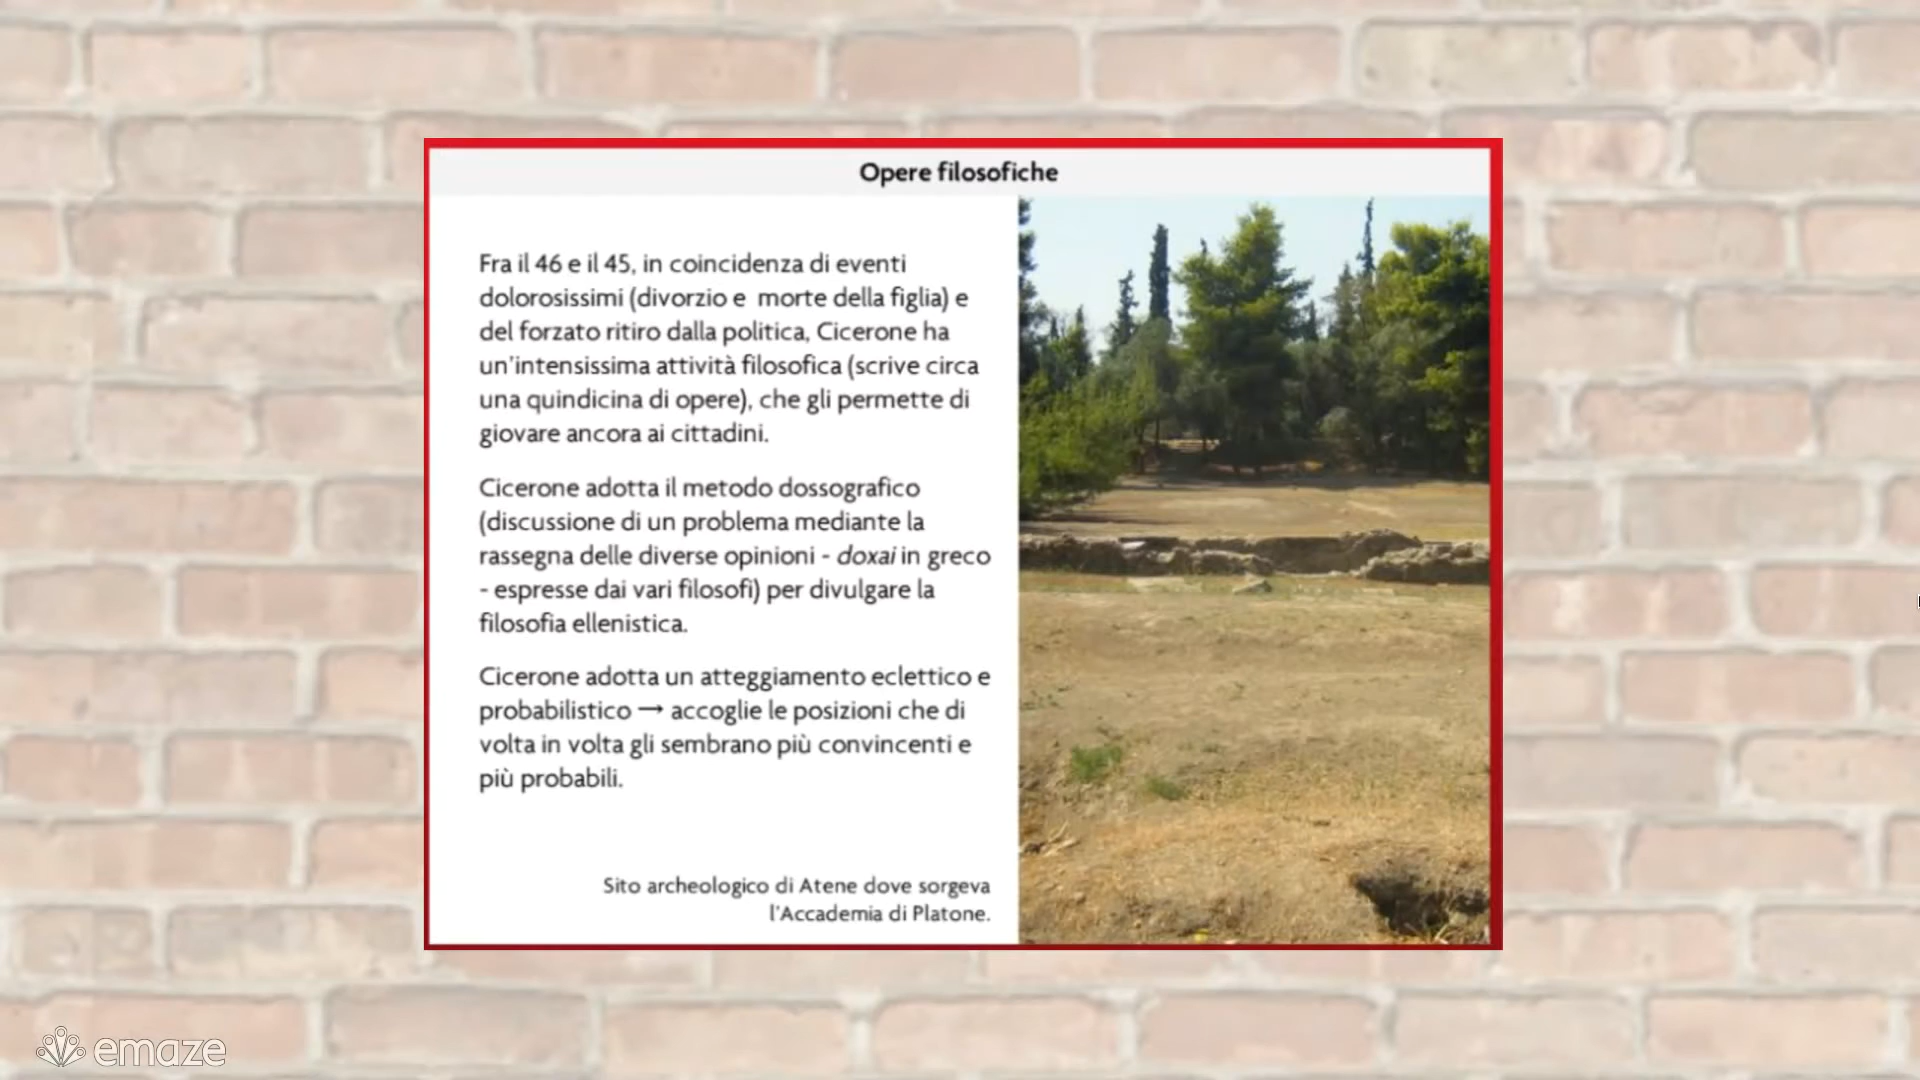 Opere filosofiche
Fra il 46 e il 45, in coincidenza di eventi
dolorosissimi (divorzio e morte della figlia) e
del forzato ritiro dalla politica, Cicerone ha
un'intensissima attività filosofica (scrive circa
una quindicina di opere), che gli permette di
giovare ancora ai cittadini.
Cicerone adotta il metodo dossografico
(discussione di un problema mediante la
rassegna delle diverse opinioni - doxai in greco
- espresse dai vari filosofi) per divulgare la
filosofia ellenistica.
Cicerone adotta un atteggiamento eclettico e
probabilistico → accoglie le posizioni che di
volta in volta gli sembrano più convincenti e
più probabili.
Sito archeologico di Atene dove sorgeva
l'Accademia di Platone.
emaze